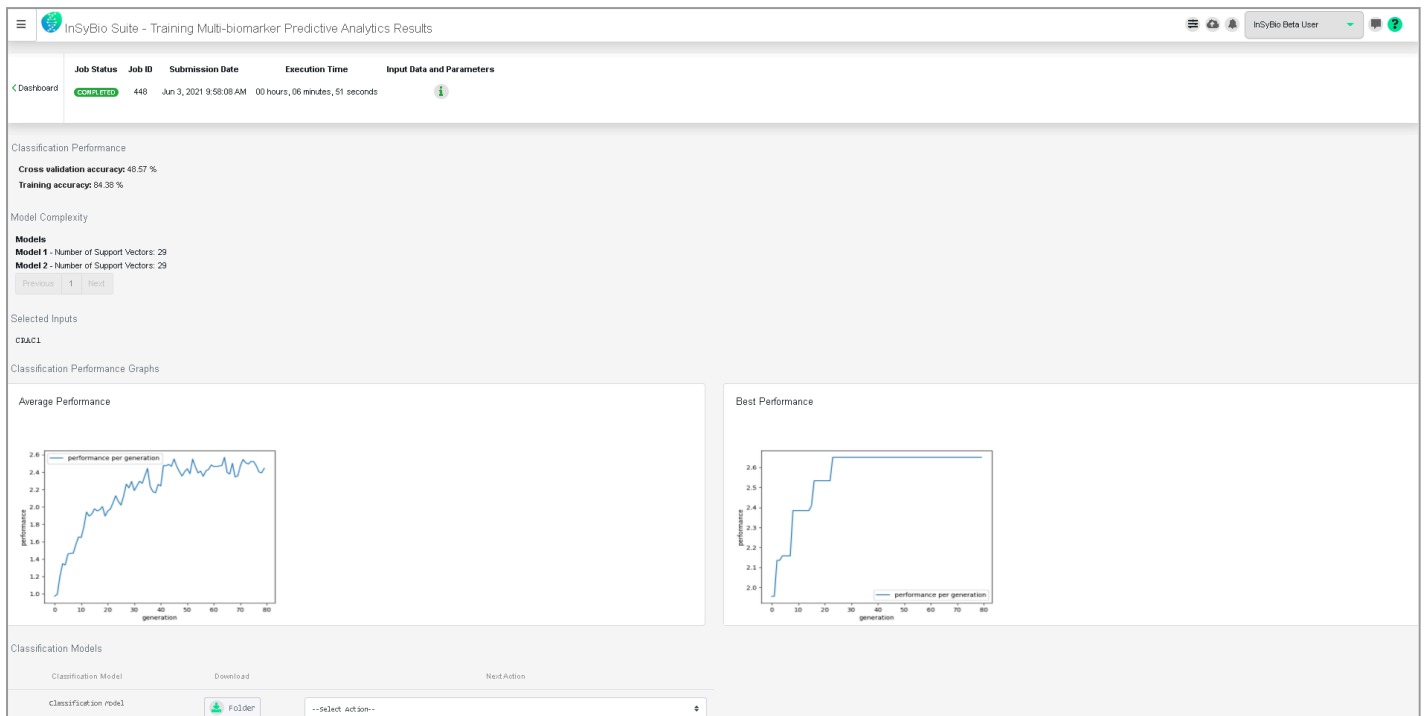 InSyBio Suite - Training Multi-biomarker Predictive Analytics Results
InSyBio Beta User
?
Dashboard
Job Status Job ID Submission Date Execution Time Input Data and Parameters
COMPLETED 448 Jun 3, 2021 9:58:08 AM 00 hours, 06 minutes, 51 seconds i
Classification Performance
Cross validation accuracy: 48.57 %
Training accuracy: 84.38 %
Model Complexity
Models
Model 1 - Number of Support Vectors: 29
Model 2 - Number of Support Vectors: 29
Previous 1 Next
Selected Inputs
CRAC1
Classification Performance Graphs
Average Performance
performance per generation
2.6
2.4
2.2
2.0
1.8
1.6
1.4
1.2
1.0
performance
0 10 20 30 40 50 60 70 80
generation
Best Performance
2.6
2.5
2.4
2.3
2.2
2.1
2.0
performance
performance per generation
0 10 20 30 40 50 60 70 80
generation
Classification Models
Classification Model Download Next Action
Classification model Folder --Select Action--